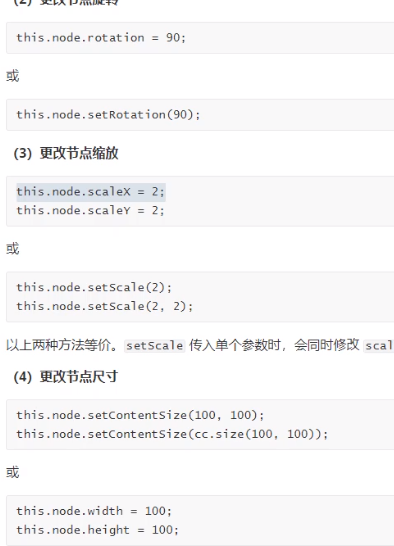 （2）更改节点旋转
this.node.rotation = 90;
或
this.node.setRotation(90);
（3）更改节点缩放
this.node.scaleX = 2;
this.node.scaleY = 2;
或
this.node.setScale(2);
this.node.setScale(2, 2);
以上两种方法等价。setScale 传入单个参数时，会同时修改 scal
（4）更改节点尺寸
this.node.setContentSize(100, 100);
this.node.setContentSize(cc.size(100, 100));
或
this.node.width = 100;
this.node.height = 100;